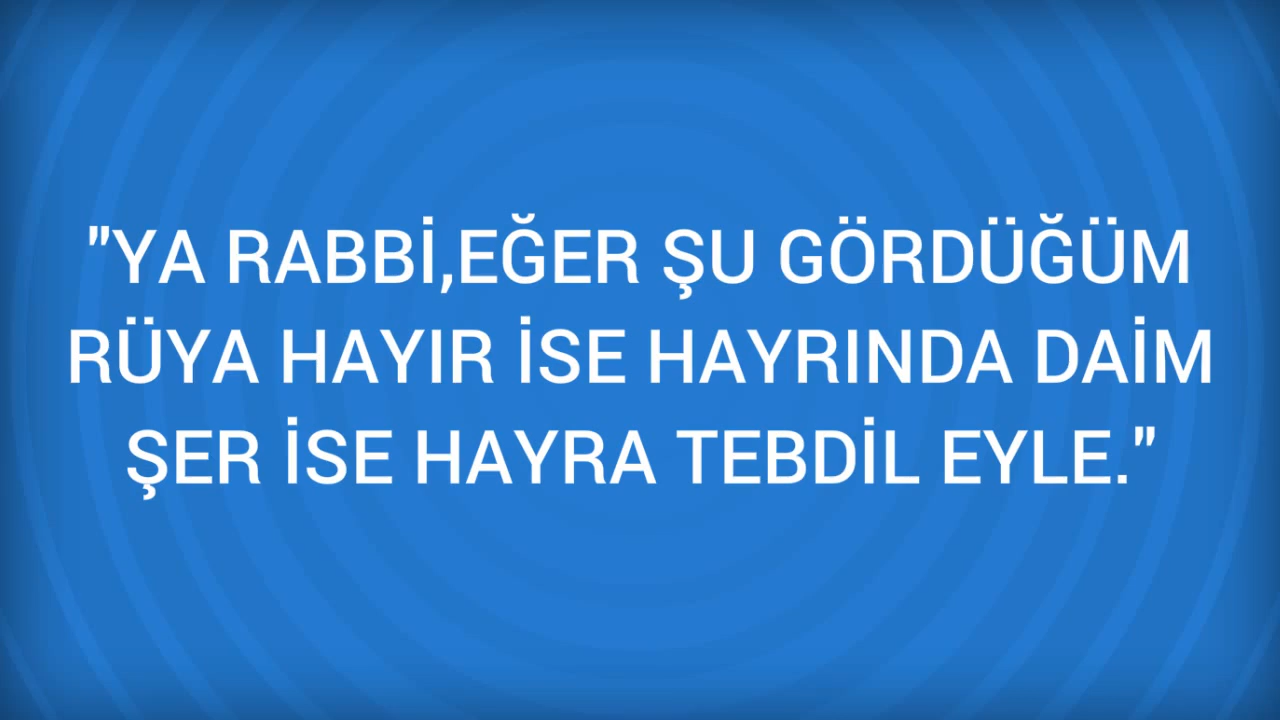 "YA RABBİ,EĞER ŞU GÖRDÜĞÜM
RÜYA HAYIR İSE HAYRINDA DAİM
ŞER İSE HAYRA TEBDİL EYLE."